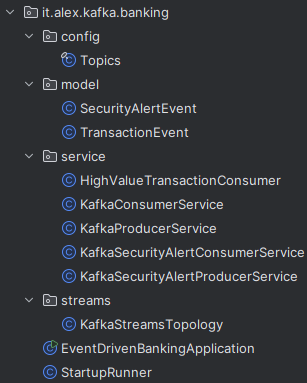 it.alex.kafka.banking
config
Topics
model
SecurityAlertEvent
TransactionEvent
service
HighValueTransactionConsumer
KafkaConsumerService
KafkaProducerService
KafkaSecurityAlertConsumerService
KafkaSecurityAlertProducerService
streams
KafkaStreamsTopology
EventDrivenBankingApplication
StartupRunner